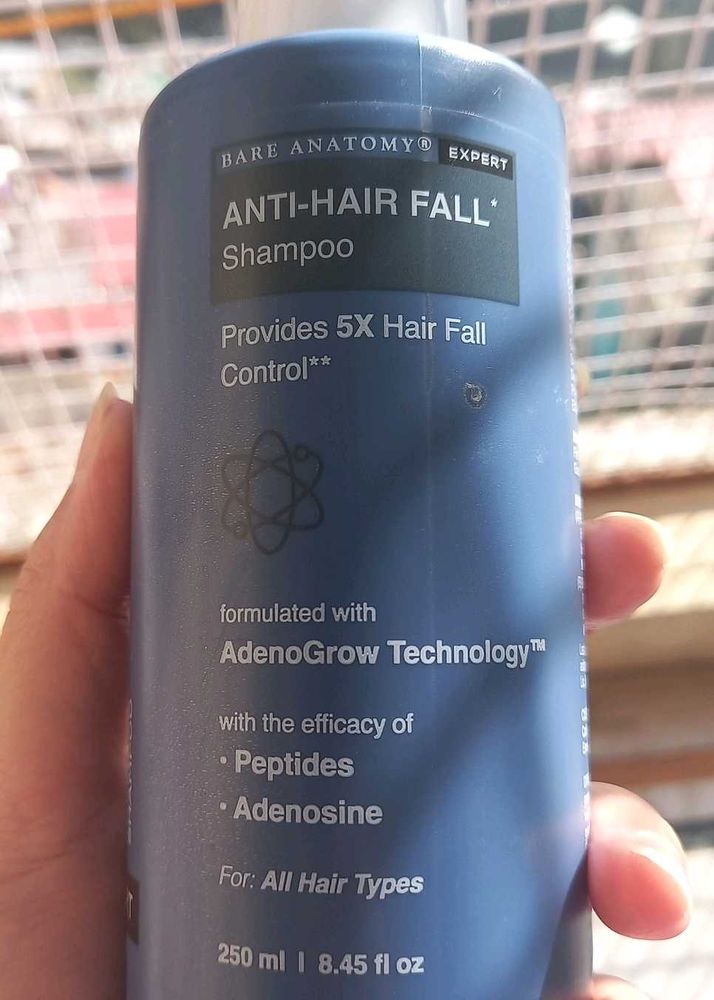 BARE ANATOMY® EXPERT
ANTI-HAIR FALL*
Shampoo
Provides 5X Hair Fall
Control**
formulated with
AdenoGrow Technology™
with the efficacy of
• Peptides
• Adenosine
For: All Hair Types
250 ml | 8.45 fl oz